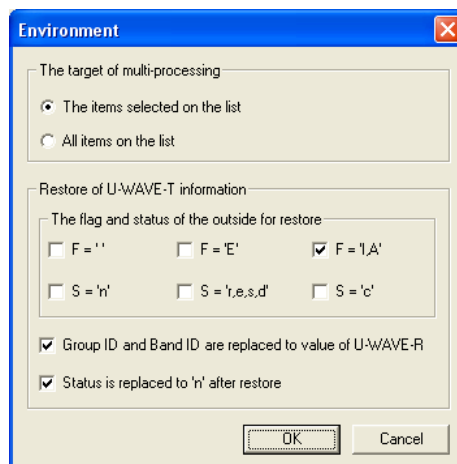 Environment
The target of multi-processing
The items selected on the list
All items on the list
Restore of U-WAVE-T information
The flag and status of the outside for restore
F = ' ' F = 'E' F = 'I,A'
S = 'n' S = 'r,e,s,d' S = 'c'
Group ID and Band ID are replaced to value of U-WAVE-R
Status is replaced to 'n' after restore
OK Cancel